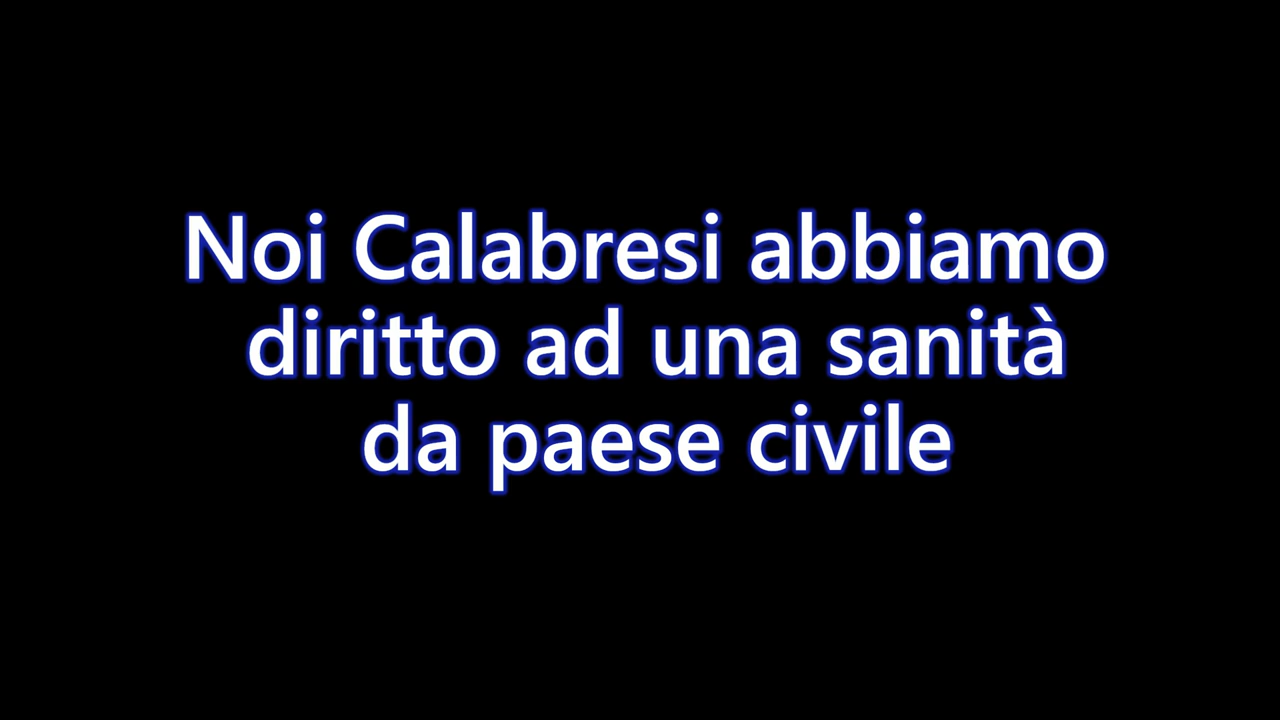 Noi Calabresi abbiamo
diritto ad una sanità
da paese civile